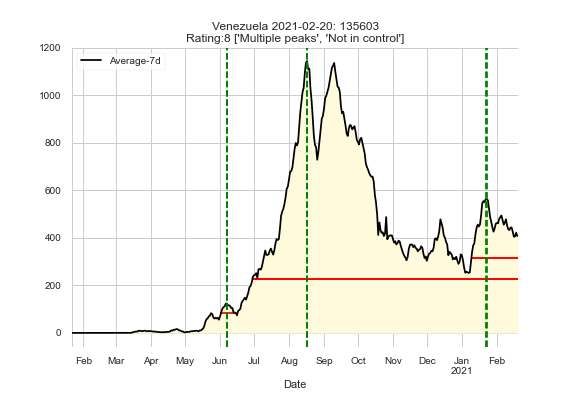 Venezuela 2021-02-20: 135603
Rating:8 ['Multiple peaks', 'Not in control']
Average-7d
1200
1000
800
600
400
200
0
Feb Mar Apr May Jun Jul Aug Sep Oct Nov Dec Jan Feb
2021
Date